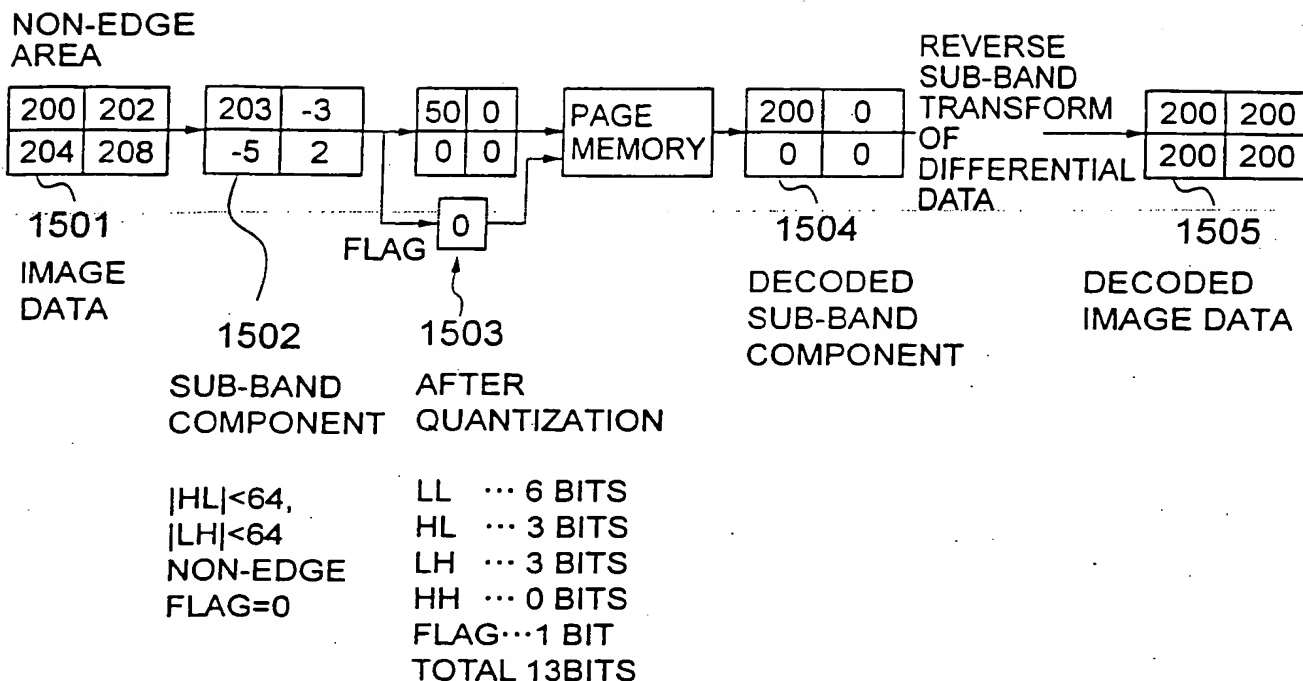 NON-EDGE
AREA
200 202
204 208
203 -3
-5 2
50 0
0 0
FLAG 0
PAGE
MEMORY
200 0
0 0
REVERSE
SUB-BAND
TRANSFORM
OF
DIFFERENTIAL
DATA
200 200
200 200
1501
IMAGE
DATA
1502
SUB-BAND
COMPONENT
1503
AFTER
QUANTIZATION
1504
DECODED
SUB-BAND
COMPONENT
1505
DECODED
IMAGE DATA
|HL|<64,
|LH|<64
NON-EDGE
FLAG=0
LL ··· 6 BITS
HL ··· 3 BITS
LH ··· 3 BITS
HH ··· 0 BITS
FLAG···1 BIT
TOTAL 13BITS